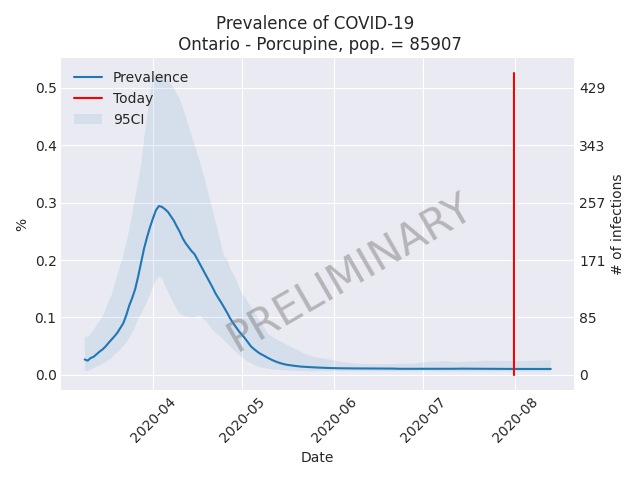 Prevalence of COVID-19
Ontario - Porcupine, pop. = 85907
Prevalence
Today
95CI
0.5
0.4
0.3
0.2
0.1
0.0
%
429
343
257
171
85
0
# of infections
PRELIMINARY
2020-04
2020-05
2020-06
2020-07
2020-08
Date